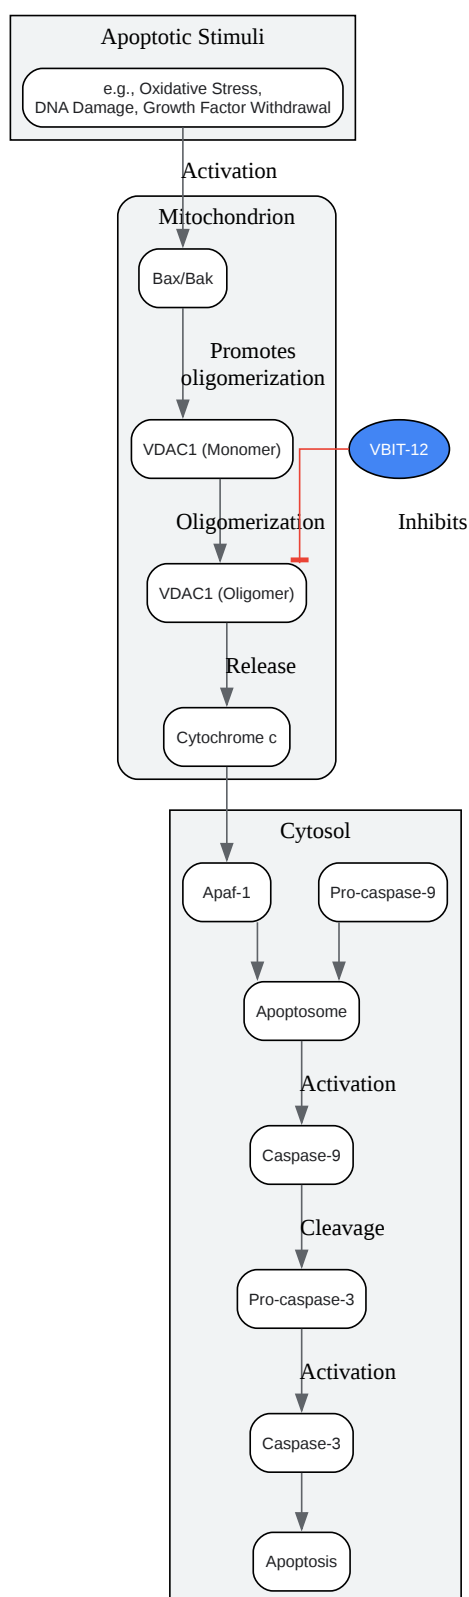 Apoptotic Stimuli
e.g., Oxidative Stress,
DNA Damage, Growth Factor Withdrawal
Activation
Mitochondrion
Bax/Bak
Promotes
oligomerization
VDAC1 (Monomer)
VBIT-12
Oligomerization
Inhibits
VDAC1 (Oligomer)
Release
Cytochrome c
Cytosol
Apaf-1
Pro-caspase-9
Apoptosome
Activation
Caspase-9
Cleavage
Pro-caspase-3
Activation
Caspase-3
Apoptosis